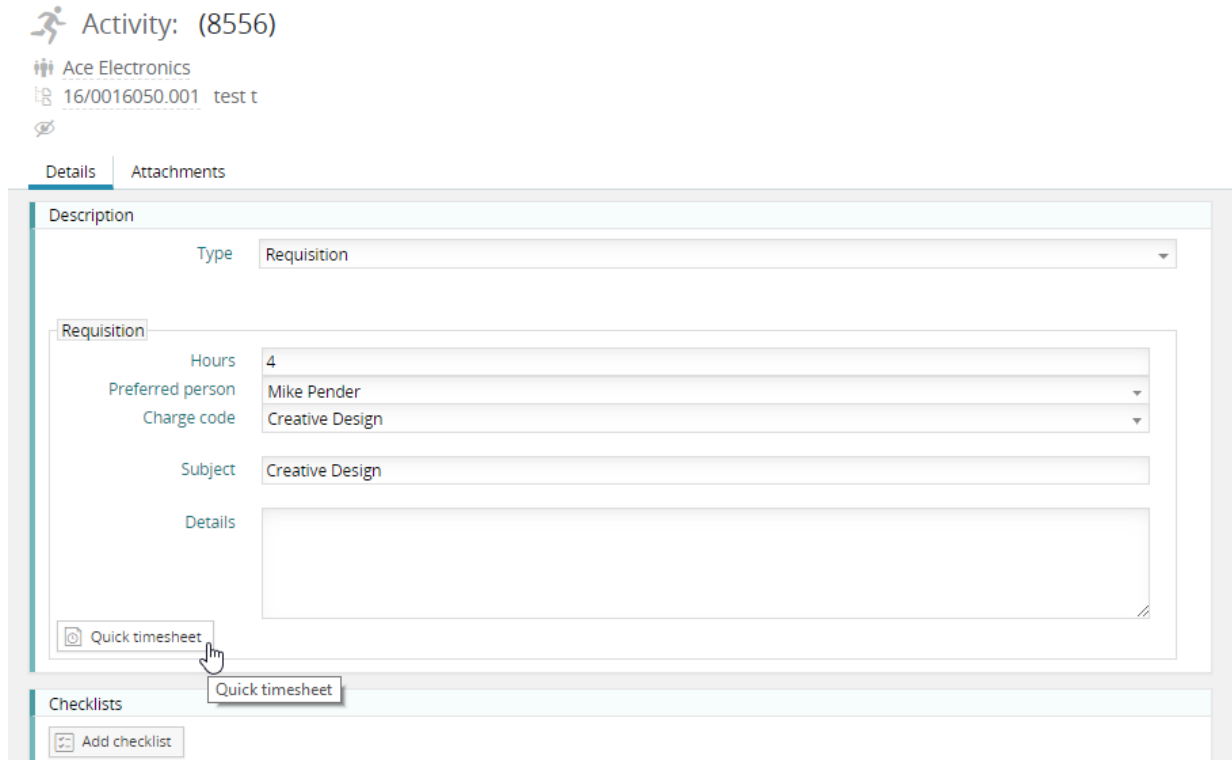 Activity: (8556)
Ace Electronics
16/0016050.001 test t
Details Attachments
Description
Type Requisition
Requisition
Hours 4
Preferred person Mike Pender
Charge code Creative Design
Subject Creative Design
Details
Quick timesheet
Quick timesheet
Checklists
Add checklist